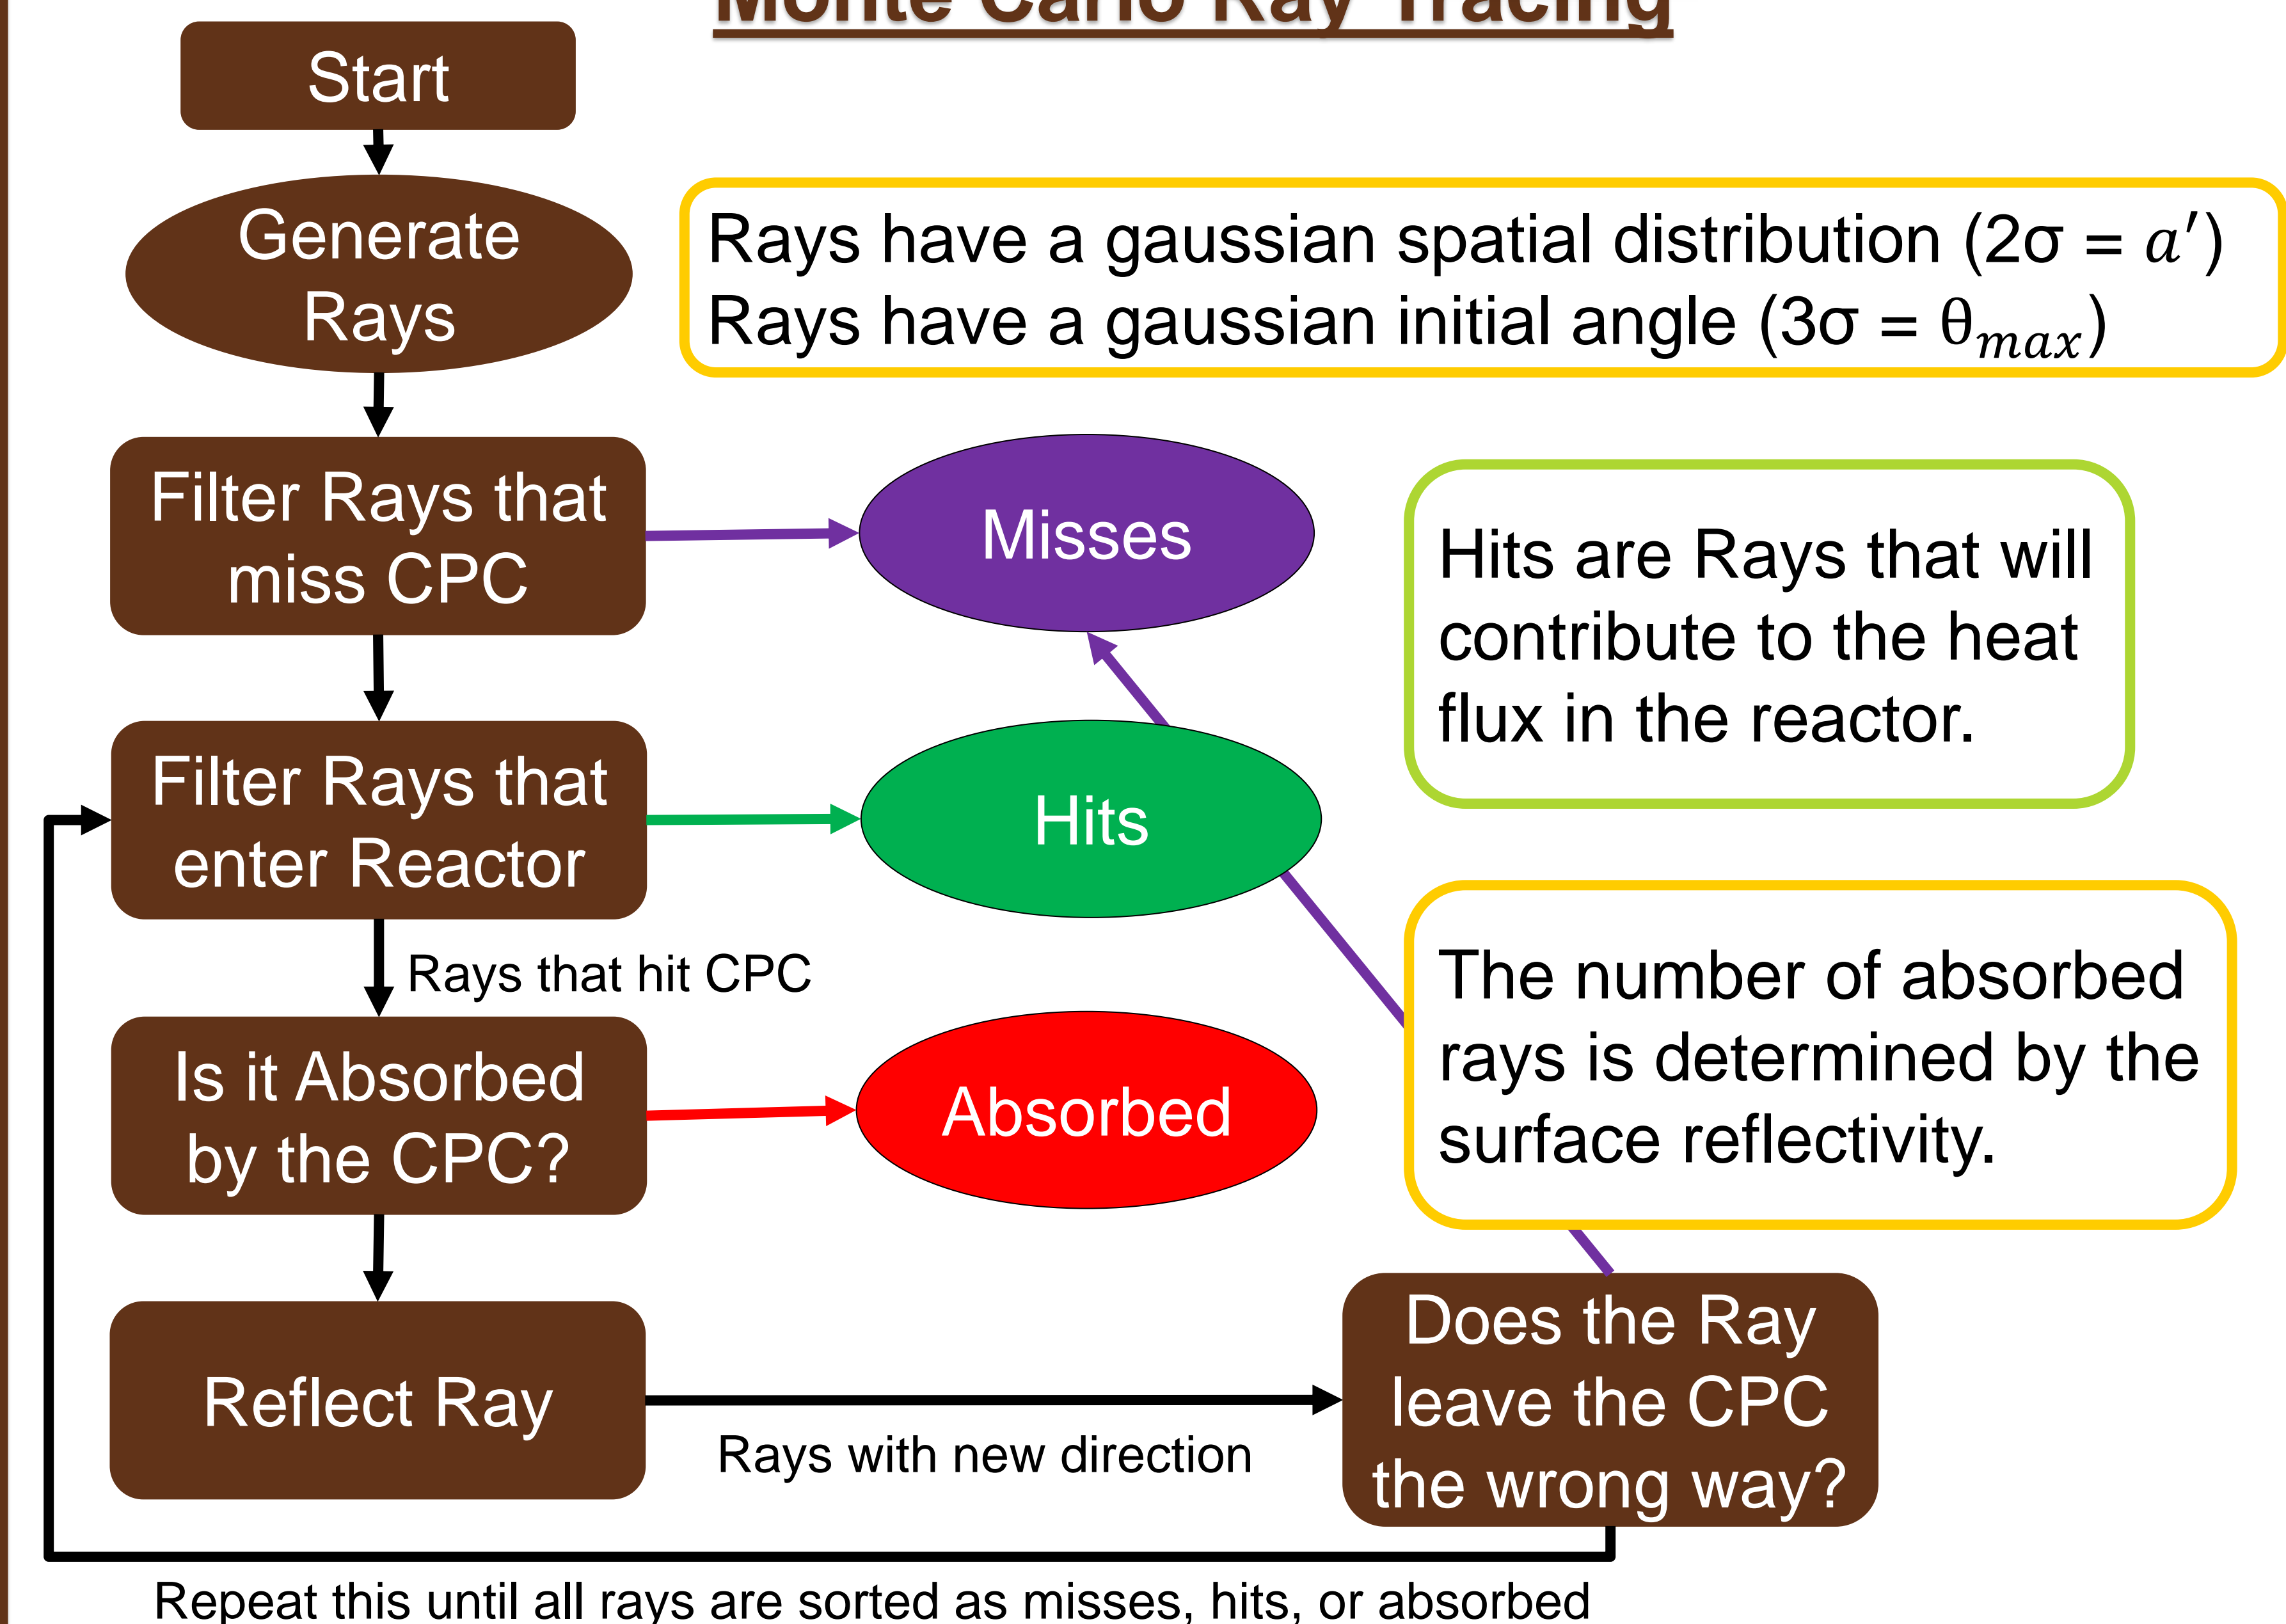 Monte Carlo Ray Tracing
Start
Generate
Rays
Rays have a gaussian spatial distribution (2σ = a′)
Rays have a gaussian initial angle (3σ = θmax)
Filter Rays that
miss CPC
Misses
Hits are Rays that will
contribute to the heat
flux in the reactor.
Filter Rays that
enter Reactor
Hits
Rays that hit CPC
The number of absorbed
rays is determined by the
surface reflectivity.
Is it Absorbed
by the CPC?
Absorbed
Reflect Ray
Rays with new direction
Does the Ray
leave the CPC
the wrong way?
Repeat this until all rays are sorted as misses, hits, or absorbed